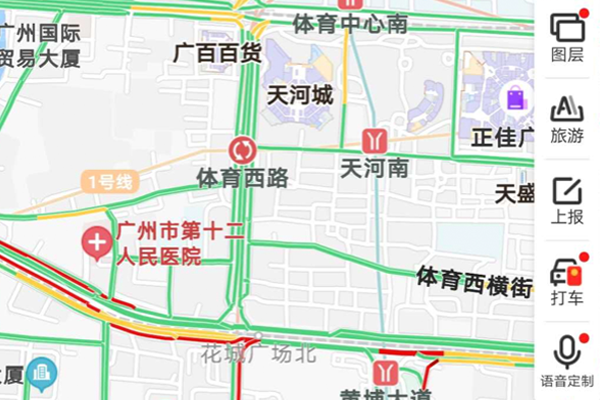 体育中心南
广州国际
贸易大厦
广百百货
天河城
图层
正佳广
旅游
体育西路
天河南
1号线
天盛
上报
广州市第十二
人民医院
体育西横街
打车
花城广场北
厦
黄埔大道
语音定制